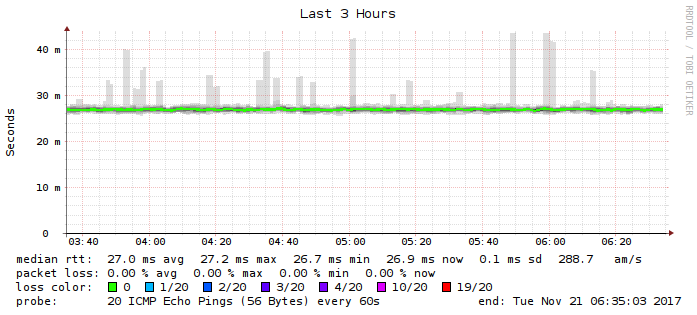 Last 3 Hours
RRDTOOL / TOBI OETIKER
Seconds
40 m
30 m
20 m
10 m
0
03:40 04:00 04:20 04:40 05:00 05:20 05:40 06:00 06:20
median rtt: 27.0 ms avg 27.2 ms max 26.7 ms min 26.9 ms now 0.1 ms sd 288.7 am/s
packet loss: 0.00 % avg 0.00 % max 0.00 % min 0.00 % now
loss color: 0 1/20 2/20 3/20 4/20 10/20 19/20
probe: 20 ICMP Echo Pings (56 Bytes) every 60s end: Tue Nov 21 06:35:03 2017